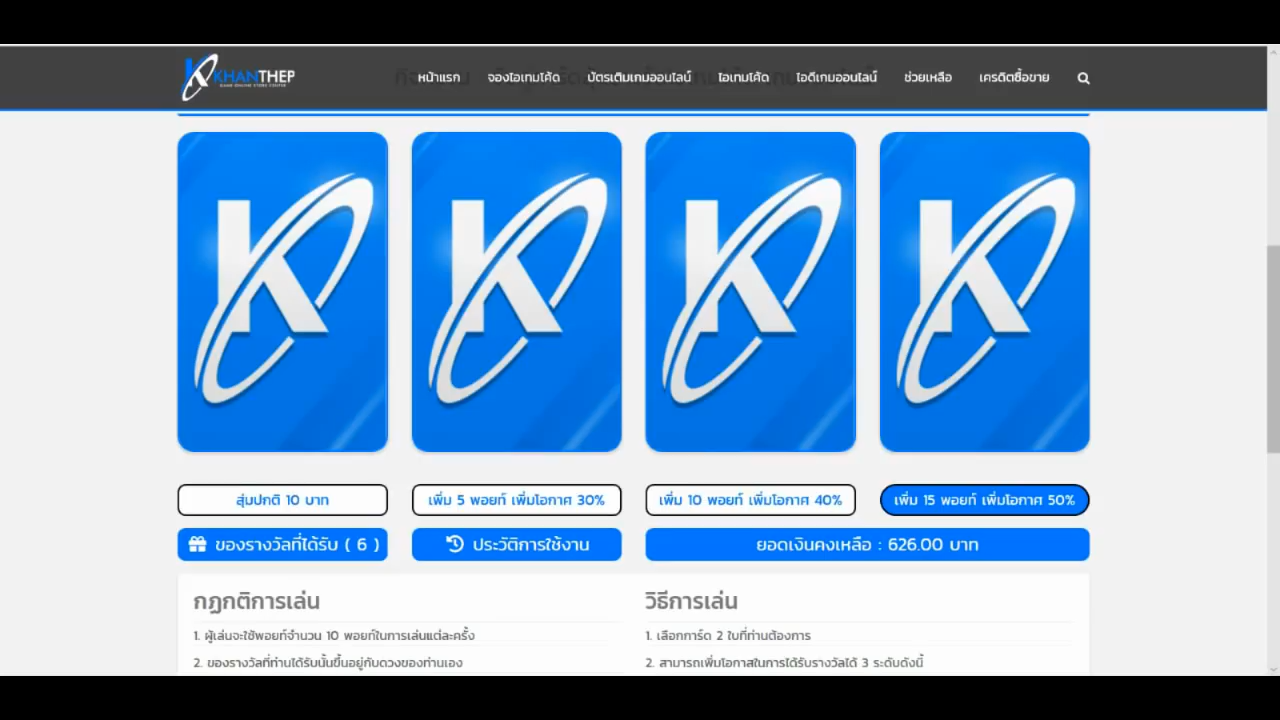 KHANTHEP
หน้าแรก จองไอเทมโค้ด บัตรเติมเกมออนไลน์ ไอเทมโค้ด ไอดีเกมออนไลน์ ช่วยเหลือ เครดิตซื้อขาย
K K K K
สุ่มปกติ 10 บาท เพิ่ม 5 พอยท์ เพิ่มโอกาศ 30% เพิ่ม 10 พอยท์ เพิ่มโอกาศ 40% เพิ่ม 15 พอยท์ เพิ่มโอกาศ 50%
ของรางวัลที่ได้รับ ( 6 ) ประวัติการใช้งาน ยอดเงินคงเหลือ : 626.00 บาท
กฏกติการเล่น
1. ผู้เล่นจะใช้พอยท์จำนวน 10 พอยท์ในการเล่นแต่ละครั้ง
2. ของรางวัลที่ท่านได้รับนั้นขึ้นอยู่กับดวงของท่านเอง
วิธีการเล่น
1. เลือกการ์ด 2 ใบที่ท่านต้องการ
2. สามารถเพิ่มโอกาสในการได้รับรางวัลได้ 3 ระดับดังนี้